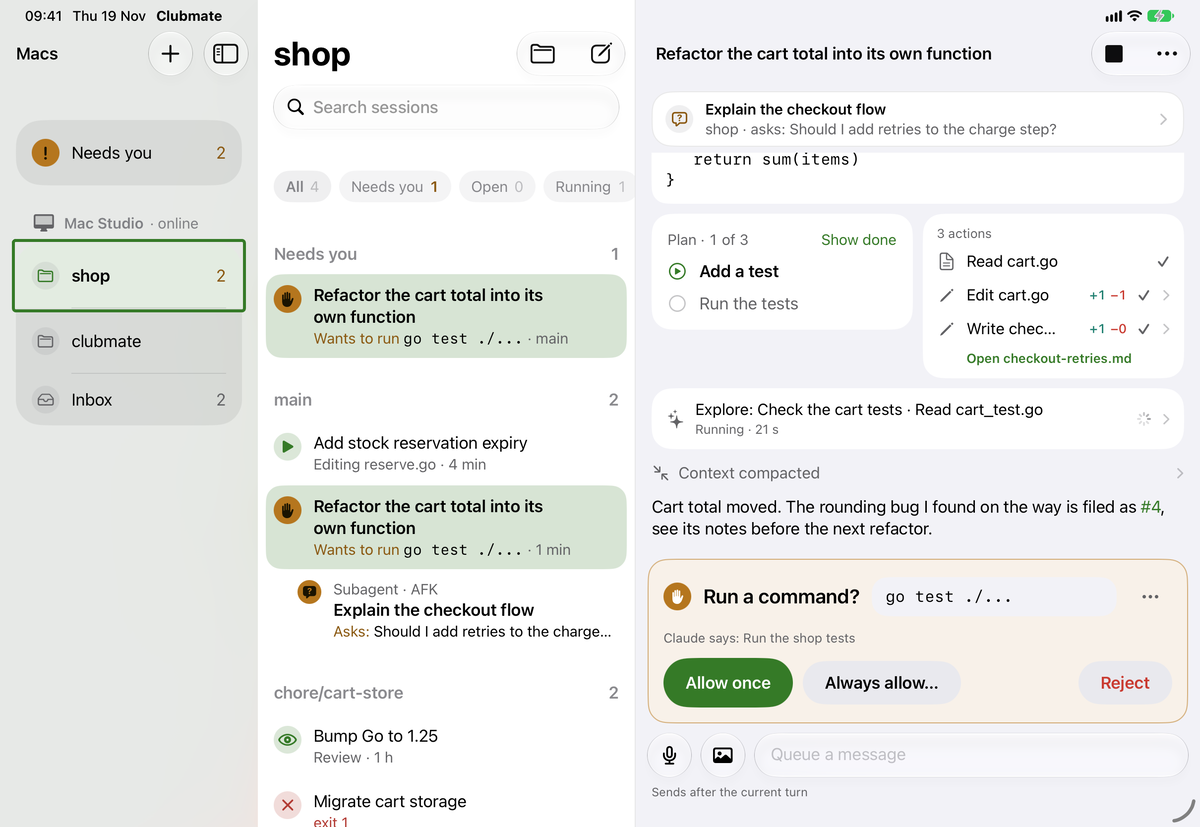 09:41 Thu 19 Nov Clubmate
Macs
Needs you 2
Mac Studio · online
shop 2
clubmate
Inbox 2
shop
Search sessions
All 4 Needs you 1 Open 0 Running 1
Needs you 1
Refactor the cart total into its
own function
Wants to run go test ./... · main
main 2
Add stock reservation expiry
Editing reserve.go · 4 min
Refactor the cart total into its
own function
Wants to run go test ./... · 1 min
Subagent · AFK
Explain the checkout flow
Asks: Should I add retries to the charge...
chore/cart-store 2
Bump Go to 1.25
Review · 1 h
Migrate cart storage
exit 1
Refactor the cart total into its own function
Explain the checkout flow
shop · asks: Should I add retries to the charge step?
return sum(items)
}
Plan · 1 of 3 Show done
Add a test
Run the tests
3 actions
Read cart.go
Edit cart.go +1 −1
Write chec... +1 −0
Open checkout-retries.md
Explore: Check the cart tests · Read cart_test.go
Running · 21 s
Context compacted
Cart total moved. The rounding bug I found on the way is filed as #4,
see its notes before the next refactor.
Run a command? go test ./...
Claude says: Run the shop tests
Allow once Always allow... Reject
Queue a message
Sends after the current turn